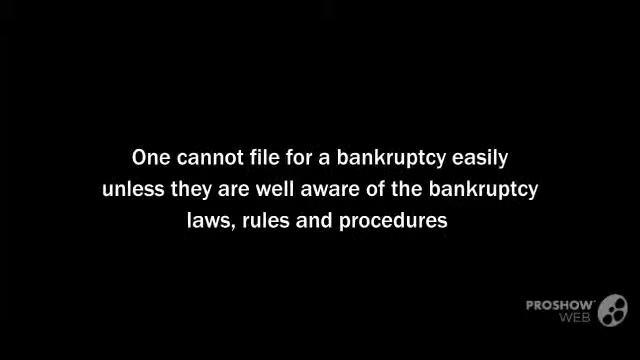 One cannot file for a bankruptcy easily
unless they are well aware of the bankruptcy
laws, rules and procedures
PROSHOW
WEB